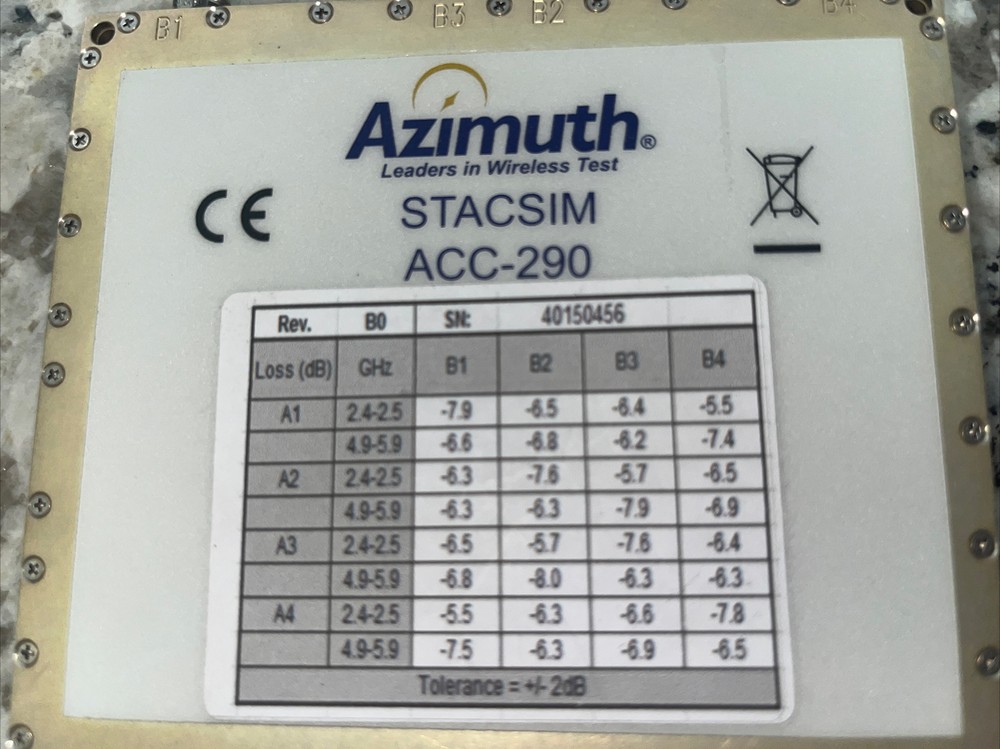 B1 B3 B2 B4
Azimuth®
Leaders in Wireless Test
CE
STACSIM
ACC-290
Rev. B0 SN: 40150456
Loss (dB) GHz B1 B2 B3 B4
A1 2.4-2.5 -7.9 -6.5 -6.4 -5.5
4.9-5.9 -6.6 -6.8 -6.2 -7.4
A2 2.4-2.5 -6.3 -7.6 -5.7 -6.5
4.9-5.9 -6.3 -6.3 -7.9 -6.9
A3 2.4-2.5 -6.5 -5.7 -7.6 -6.4
4.9-5.9 -6.8 -8.0 -6.3 -6.3
A4 2.4-2.5 -5.5 -6.3 -6.6 -7.8
4.9-5.9 -7.5 -6.3 -6.9 -6.5
Tolerance = +/- 2dB